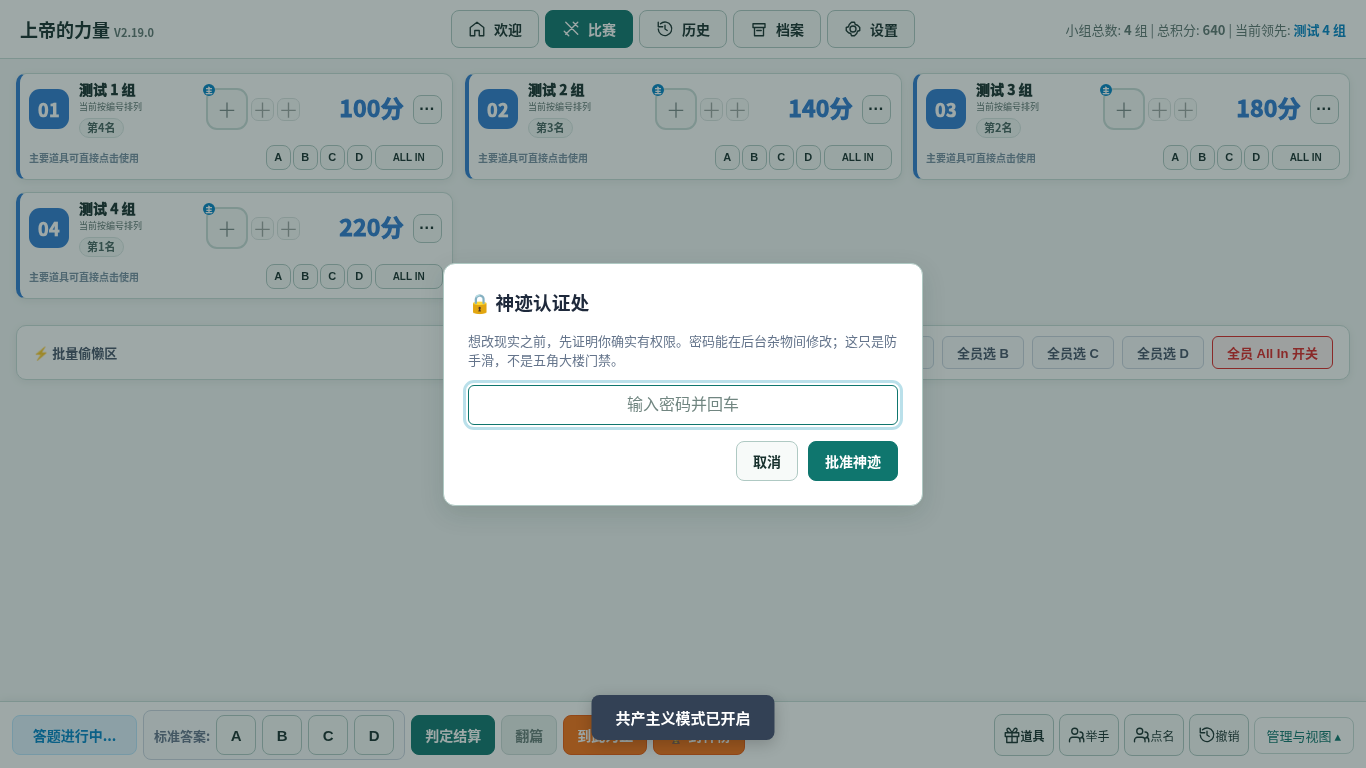 上帝的力量 V2.19.0
欢迎
比赛
历史
档案
设置
小组总数: 4 组 | 总积分: 640 | 当前领先: 测试 4 组
01
测试 1 组
当前按编号排列
第4名
主
100分
主要道具可直接点击使用
A B C D ALL IN
02
测试 2 组
当前按编号排列
第3名
主
140分
主要道具可直接点击使用
A B C D ALL IN
03
测试 3 组
当前按编号排列
第2名
主
180分
主要道具可直接点击使用
A B C D ALL IN
04
测试 4 组
当前按编号排列
第1名
主
220分
主要道具可直接点击使用
A B C D ALL IN
⚡ 批量偷懒区
全员选 B
全员选 C
全员选 D
全员 All In 开关
🔒 神迹认证处
想改现实之前，先证明你确实有权限。密码能在后台杂物间修改；这只是防
手滑，不是五角大楼门禁。
输入密码并回车
取消
批准神迹
共产主义模式已开启
答题进行中...
标准答案: A B C D
判定结算
翻篇
道具
举手
点名
撤销
管理与视图 ▴